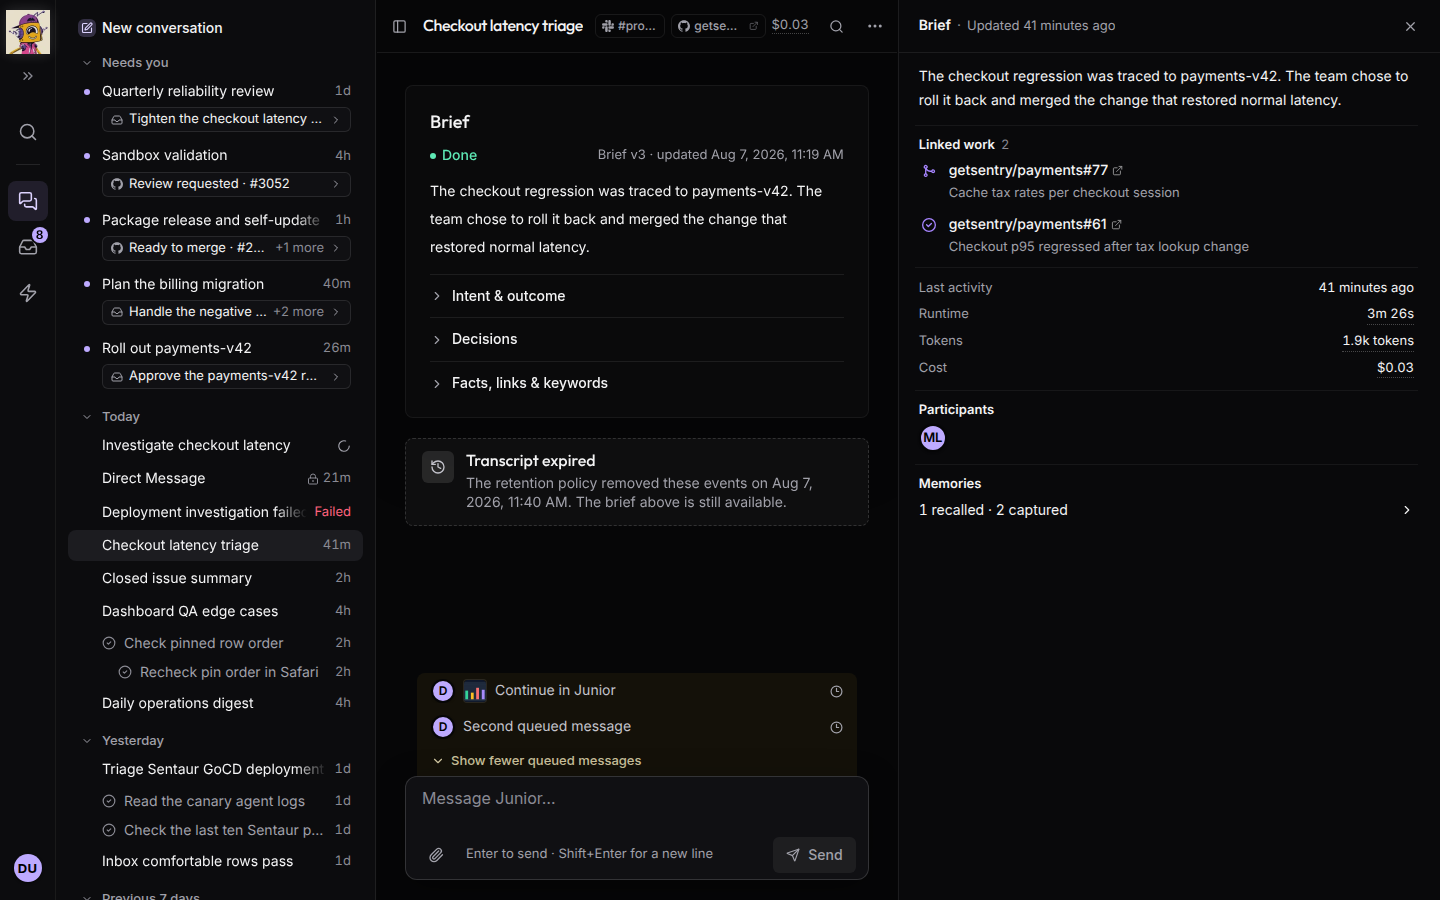 New conversation
Needs you
Quarterly reliability review 1d
Tighten the checkout latency ...
Sandbox validation 4h
Review requested · #3052
Package release and self-update 1h
Ready to merge · #2... +1 more
Plan the billing migration 40m
Handle the negative ... +2 more
Roll out payments-v42 26m
Approve the payments-v42 r...
Today
Investigate checkout latency
Direct Message 21m
Deployment investigation failed Failed
Checkout latency triage 41m
Closed issue summary 2h
Dashboard QA edge cases 4h
Check pinned row order 2h
Recheck pin order in Safari 2h
Daily operations digest 4h
Yesterday
Triage Sentaur GoCD deployment 1d
Read the canary agent logs 1d
Check the last ten Sentaur p... 1d
Inbox comfortable rows pass 1d
Previous 7 days
8
DU
Checkout latency triage #pro... getse... $0.03
Brief
Done Brief v3 · updated Aug 7, 2026, 11:19 AM
The checkout regression was traced to payments-v42. The
team chose to roll it back and merged the change that
restored normal latency.
Intent & outcome
Decisions
Facts, links & keywords
Transcript expired
The retention policy removed these events on Aug 7,
2026, 11:40 AM. The brief above is still available.
D Continue in Junior
D Second queued message
Show fewer queued messages
Message Junior...
Enter to send · Shift+Enter for a new line Send
Brief · Updated 41 minutes ago
The checkout regression was traced to payments-v42. The team chose to
roll it back and merged the change that restored normal latency.
Linked work 2
getsentry/payments#77
Cache tax rates per checkout session
getsentry/payments#61
Checkout p95 regressed after tax lookup change
Last activity 41 minutes ago
Runtime 3m 26s
Tokens 1.9k tokens
Cost $0.03
Participants
ML
Memories
1 recalled · 2 captured